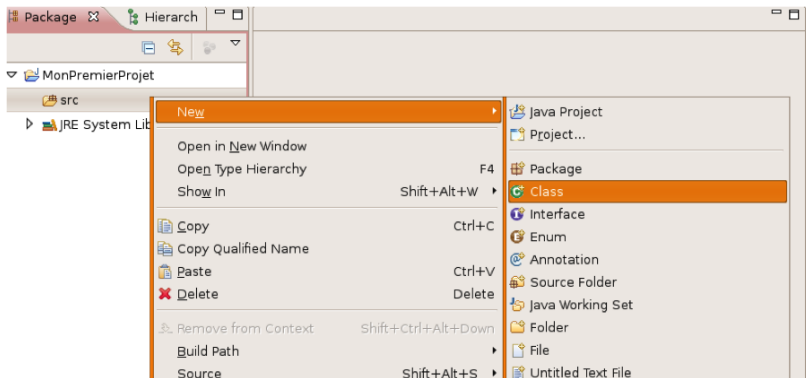 Package Hierarch
MonPremierProjet
src
JRE System Lib
New
Open in New Window
Open Type Hierarchy F4
Show In Shift+Alt+W
Copy Ctrl+C
Copy Qualified Name
Paste Ctrl+V
Delete Delete
Remove from Context Shift+Ctrl+Alt+Down
Build Path
Source Shift+Alt+S
Java Project
Project...
Package
Class
Interface
Enum
Annotation
Source Folder
Java Working Set
Folder
File
Untitled Text File